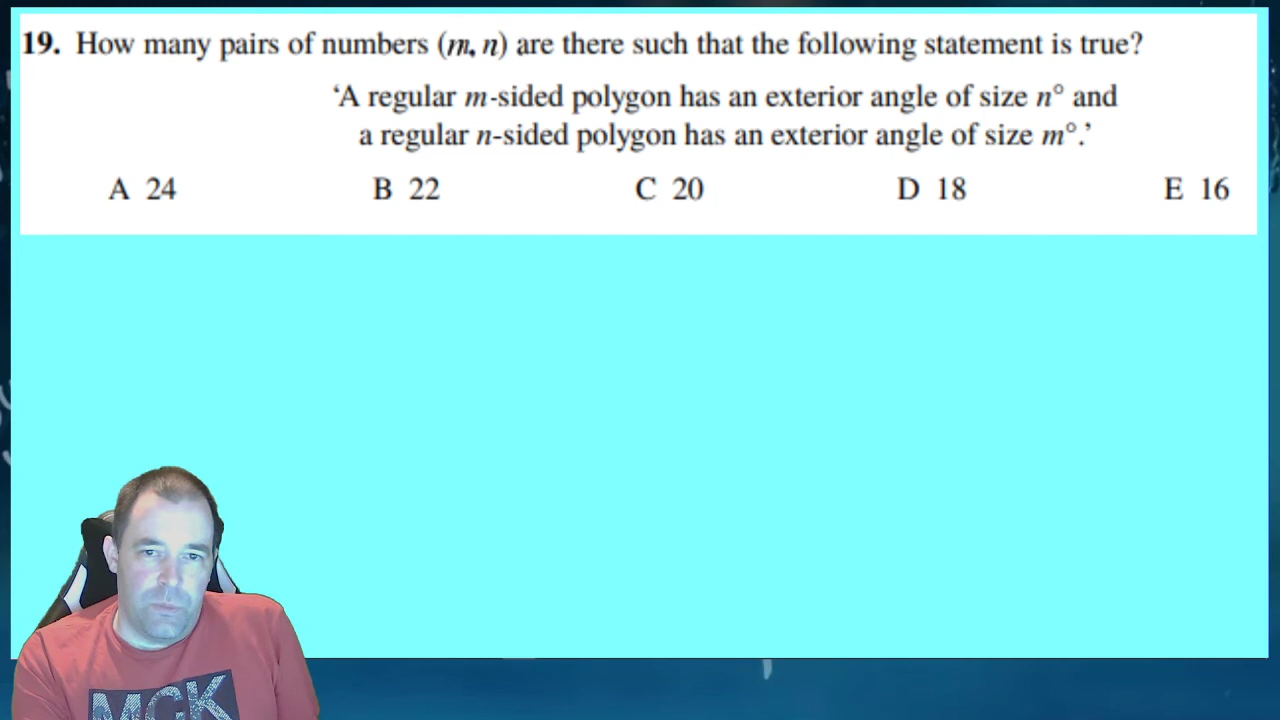 19. How many pairs of numbers (m, n) are there such that the following statement is true?
‘A regular m-sided polygon has an exterior angle of size n° and
a regular n-sided polygon has an exterior angle of size m°.’
A 24 B 22 C 20 D 18 E 16
MGK